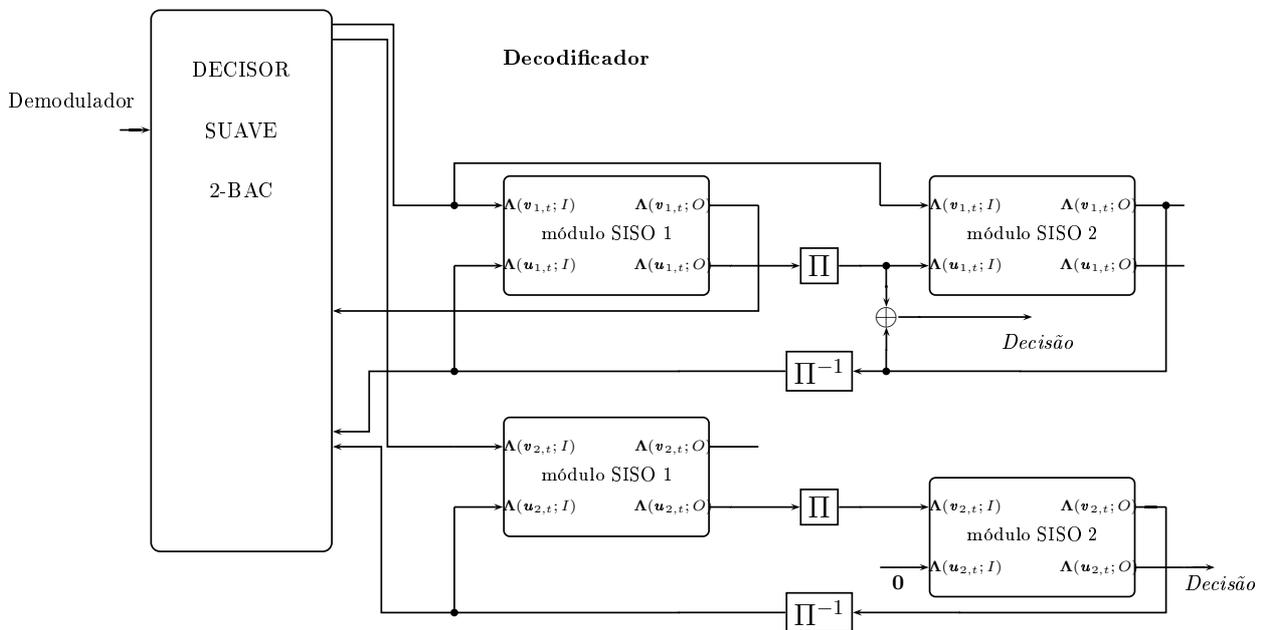 Decodificador
Demodulador
DECISOR
SUAVE
2-BAC
Λ(v₁,ₜ; I) Λ(v₁,ₜ; O)
módulo SISO 1
Λ(u₁,ₜ; I) Λ(u₁,ₜ; O)
∏
Λ(v₁,ₜ; I) Λ(v₁,ₜ; O)
módulo SISO 2
Λ(u₁,ₜ; I) Λ(u₁,ₜ; O)
Decisão
∏⁻¹
Λ(v₂,ₜ; I) Λ(v₂,ₜ; O)
módulo SISO 1
Λ(u₂,ₜ; I) Λ(u₂,ₜ; O)
∏
Λ(v₂,ₜ; I) Λ(v₂,ₜ; O)
módulo SISO 2
Λ(u₂,ₜ; I) Λ(u₂,ₜ; O)
0
Decisão
∏⁻¹